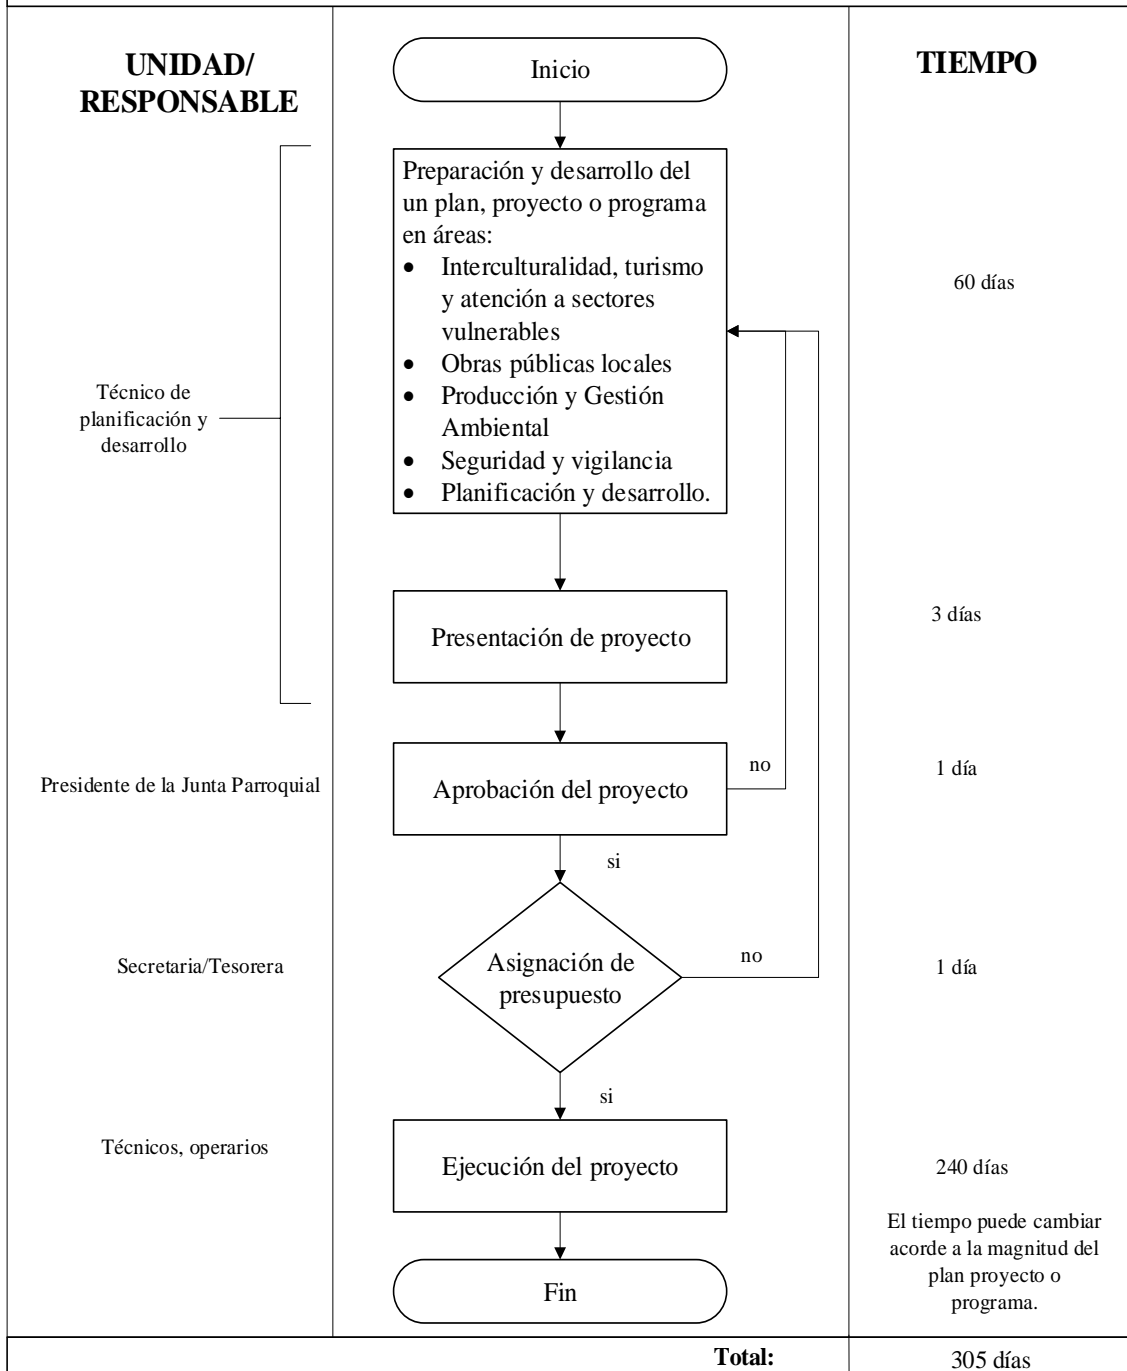 UNIDAD/
RESPONSABLE
Inicio
TIEMPO
Preparación y desarrollo del
un plan, proyecto o programa
en áreas:
• Interculturalidad, turismo
y atención a sectores
vulnerables
• Obras públicas locales
• Producción y Gestión
Ambiental
• Seguridad y vigilancia
• Planificación y desarrollo.
60 días
Técnico de
planificación y
desarrollo
Presentación de proyecto
3 días
Presidente de la Junta Parroquial
Aprobación del proyecto
no
1 día
si
Secretaria/Tesorera
Asignación de
presupuesto
no
1 día
si
Técnicos, operarios
Ejecución del proyecto
240 días
El tiempo puede cambiar
acorde a la magnitud del
plan proyecto o
programa.
Fin
Total:
305 días